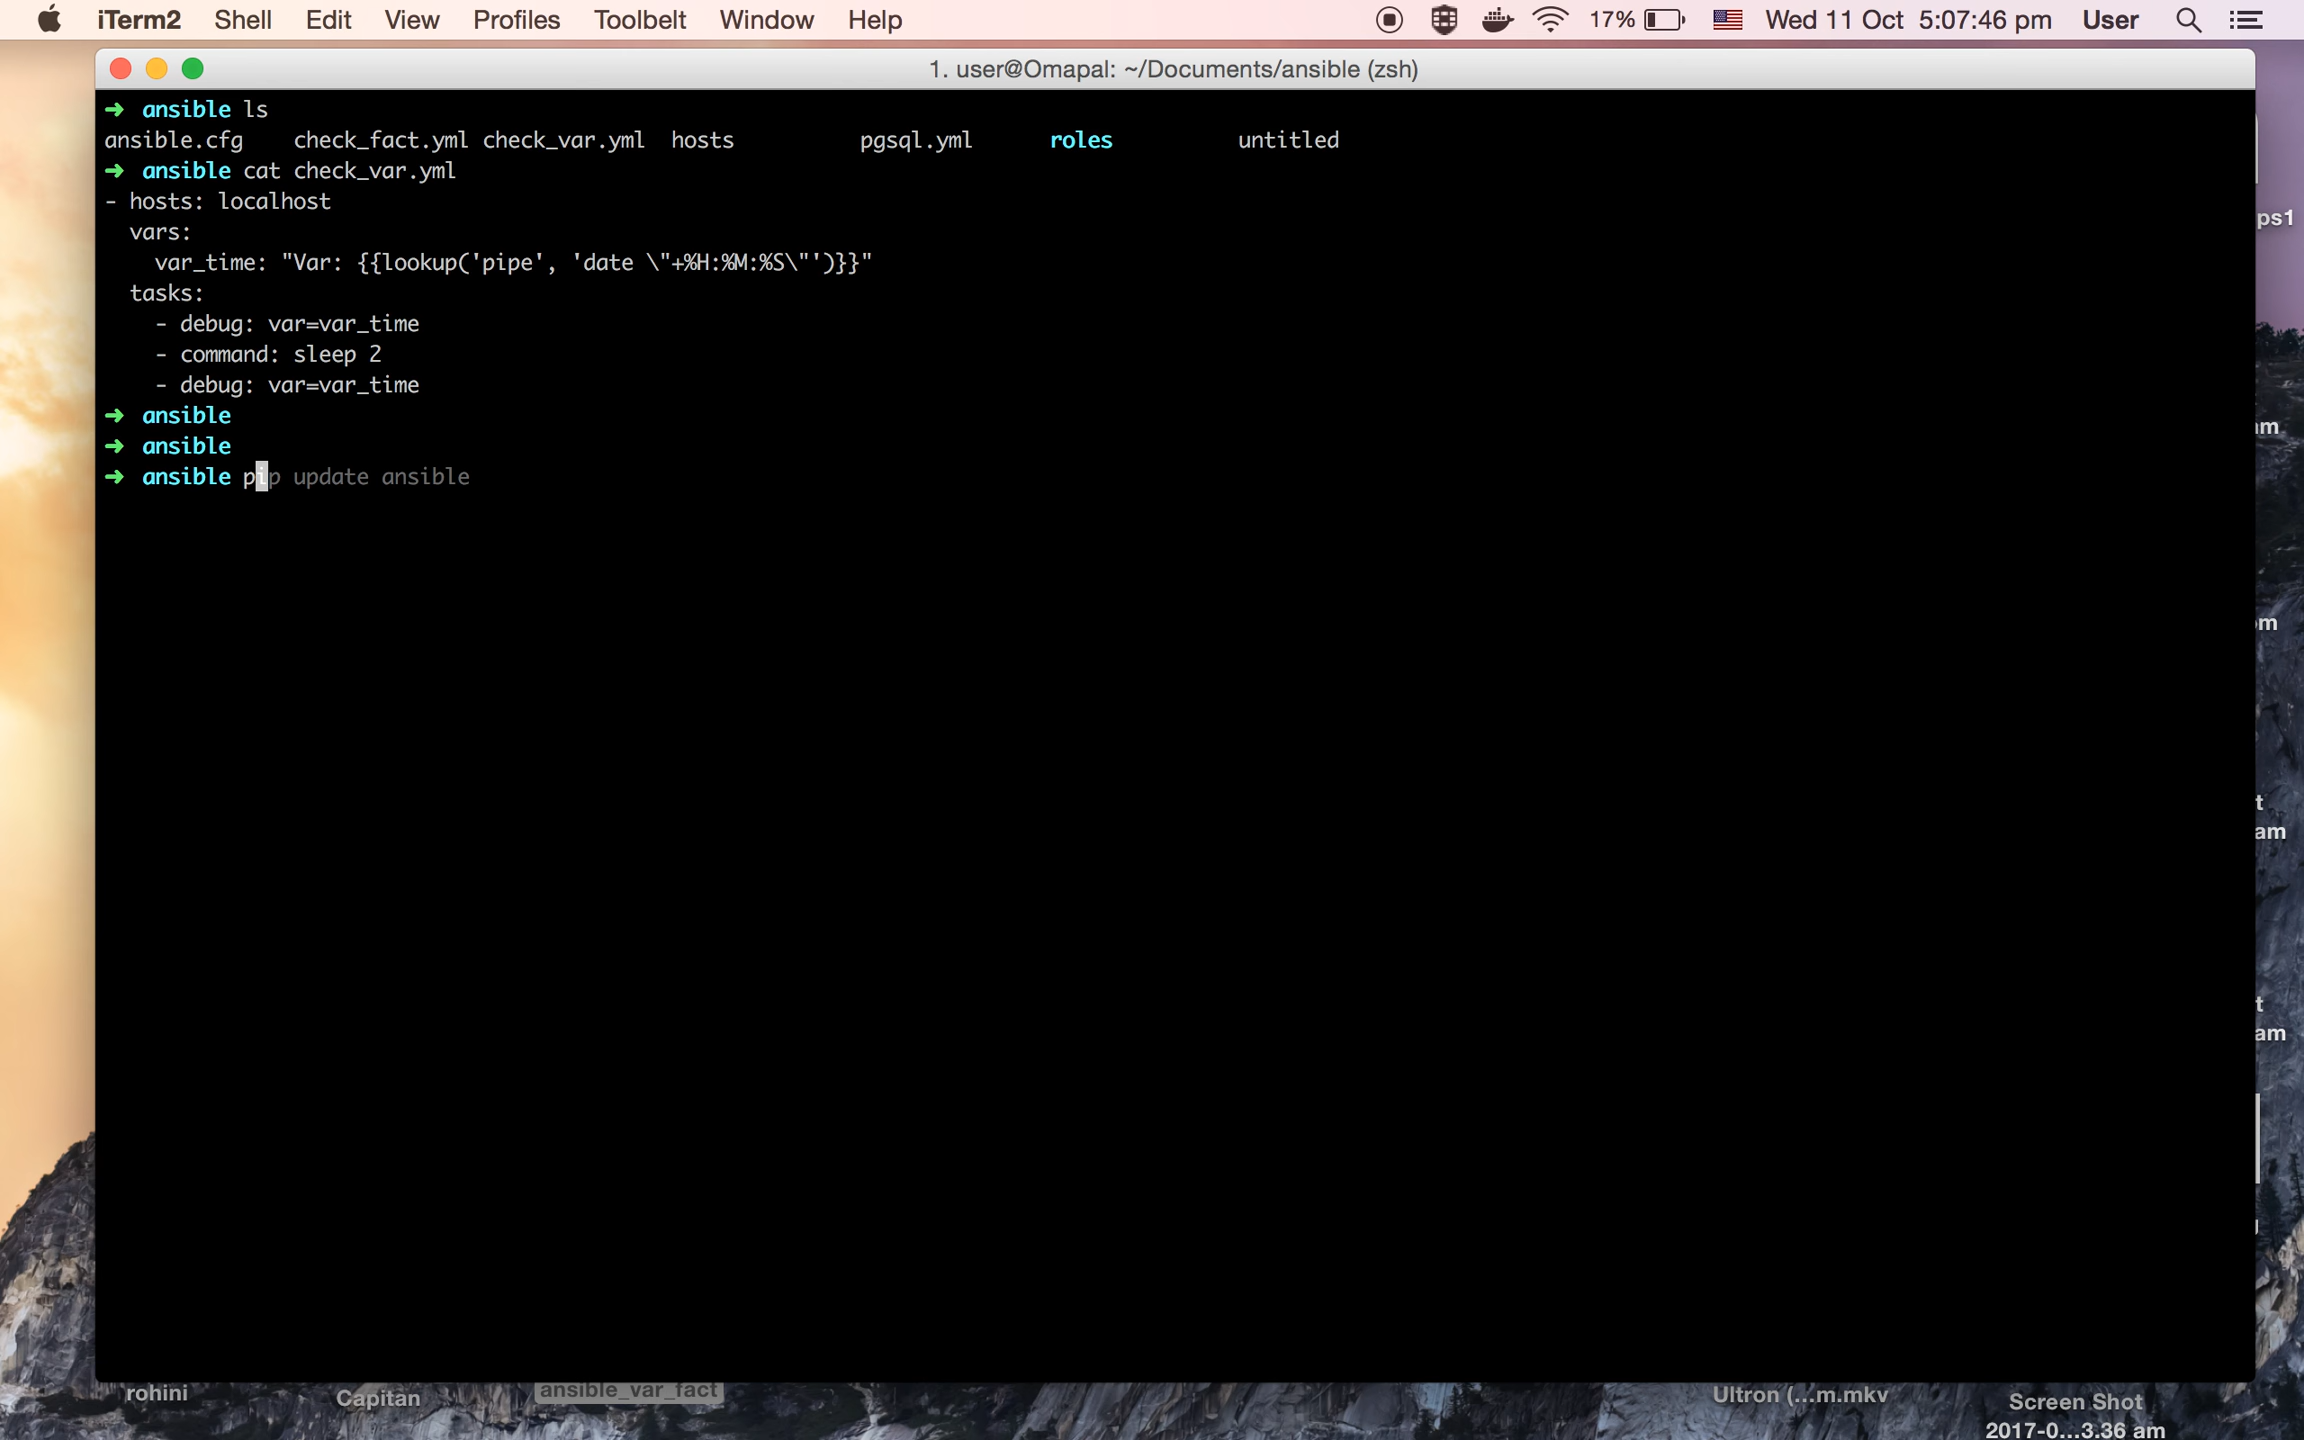 iTerm2 Shell Edit View Profiles Toolbelt Window Help 17% Wed 11 Oct 5:07:46 pm User
1. user@Omapal: ~/Documents/ansible (zsh)
➜ ansible ls
ansible.cfg check_fact.yml check_var.yml hosts pgsql.yml roles untitled
➜ ansible cat check_var.yml
- hosts: localhost
vars:
var_time: "Var: {{lookup('pipe', 'date \"+%H:%M:%S\"')}}"
tasks:
- debug: var=var_time
- command: sleep 2
- debug: var=var_time
➜ ansible
➜ ansible
➜ ansible pip update ansible
ps1
am
t
am
t
am
rohini
Capitan
ansible_var_fact
Ultron (...m.mkv
Screen Shot
2017-0...3.36 am